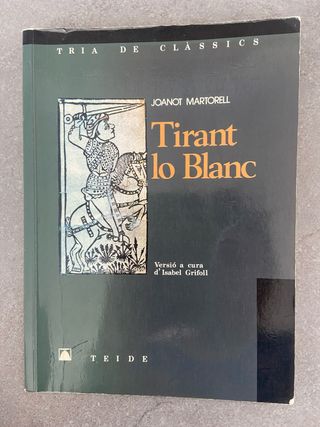 TRIA DE CLÀSSICS
JOANOT MARTORELL
Tirant
lo Blanc
Versió a cura
d'Isabel Grifoll
TEIDE